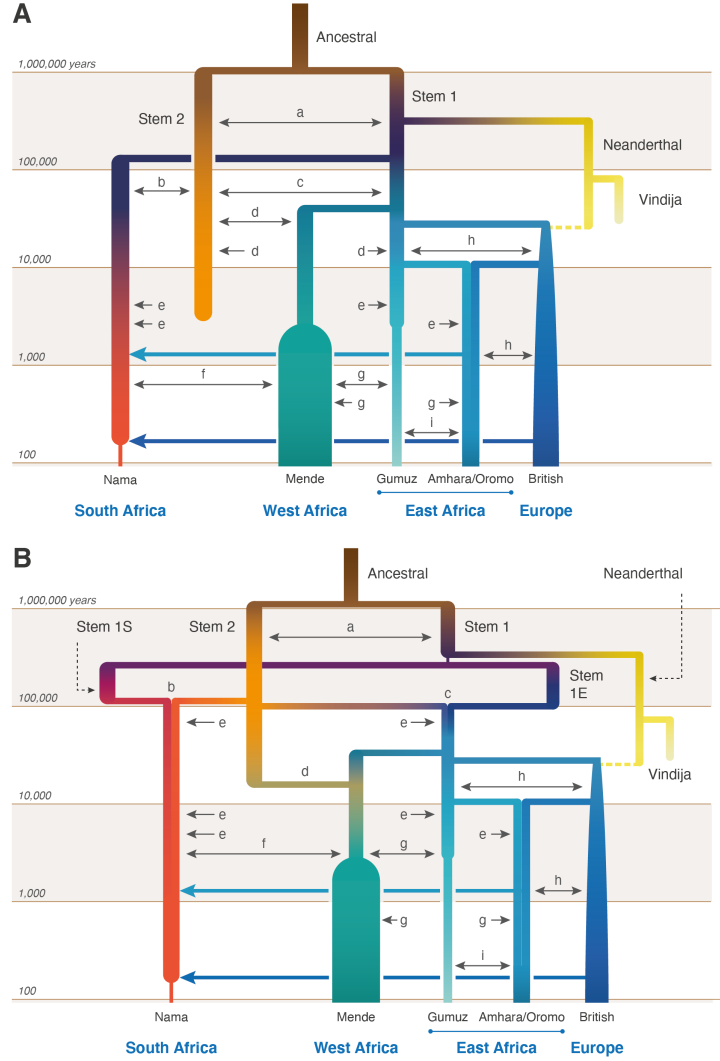 A
Ancestral
1,000,000 years
Stem 1
Stem 2
a
Neanderthal
100,000
b
c
Vindija
d
d
d
h
10,000
e
e
e
e
h
1,000
f
g
g
g
i
100
Nama
Mende
Gumuz
Amhara/Oromo
British
South Africa
West Africa
East Africa
Europe
B
Ancestral
Neanderthal
1,000,000 years
Stem 1S
Stem 2
a
Stem 1
Stem
1E
b
c
100,000
e
e
d
h
Vindija
10,000
e
e
e
e
f
g
h
1,000
g
g
i
100
Nama
Mende
Gumuz
Amhara/Oromo
British
South Africa
West Africa
East Africa
Europe